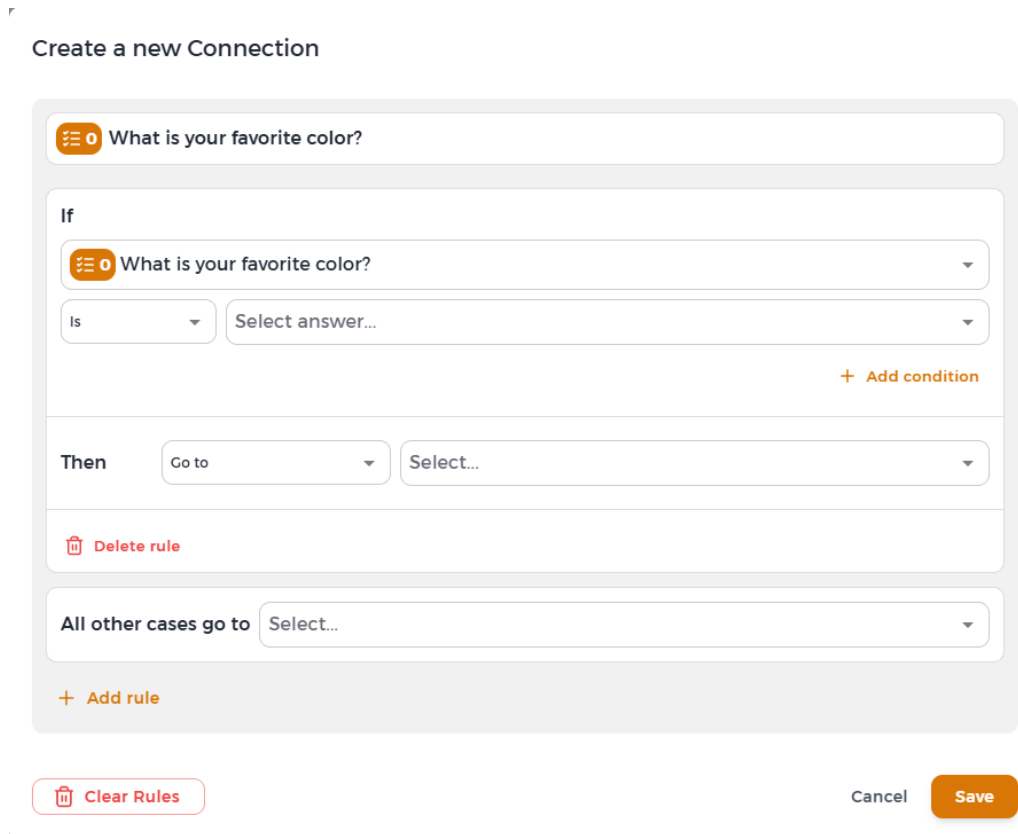 Create a new Connection
0 What is your favorite color?
If
0 What is your favorite color?
Is Select answer...
+ Add condition
Then Go to Select...
Delete rule
All other cases go to Select...
+ Add rule
Clear Rules Cancel Save